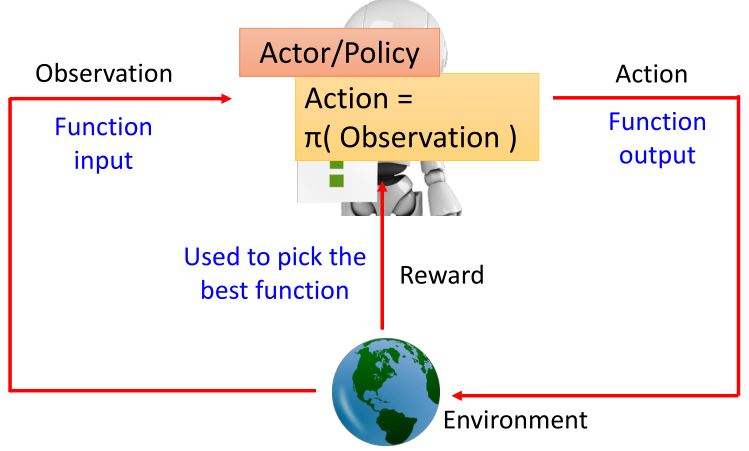 Actor/Policy
Observation
Action =
π( Observation )
Action
Function
input
Function
output
Used to pick the
best function
Reward
Environment